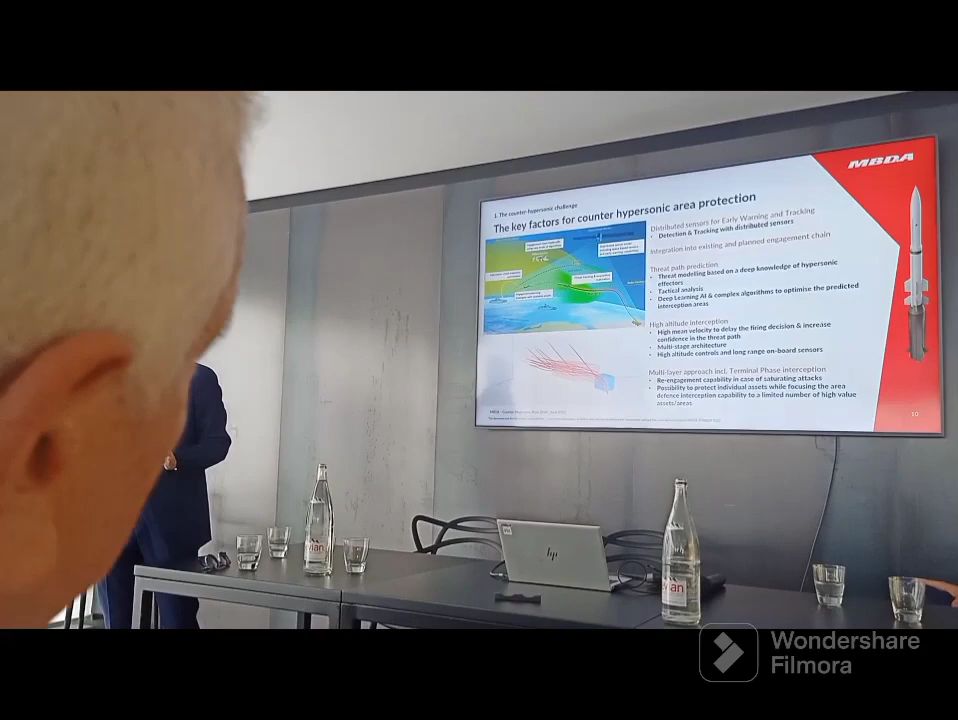 MBDA
1. The counter-hypersonic challenge
The key factors for counter hypersonic area protection
Distributed sensors for Early Warning and Tracking
• Detection & Tracking with distributed sensors
Integration into existing and planned engagement chain
Threat path prediction
• Threat modelling based on a deep knowledge of hypersonic
effectors
• Tactical analysis
• Deep Learning AI & complex algorithms to optimise the predicted
interception areas
High altitude interception
• High mean velocity to delay the firing decision & increase
confidence in the threat path
• Multi-stage architecture
• High altitude controls and long range on-board sensors
Multi-layer approach incl. Terminal Phase interception
• Re-engagement capability in case of saturating attacks
• Possibility to protect individual assets while focusing the area
defence interception capability to a limited number of high value
assets/areas
10
hp
evian
evian
Wondershare
Filmora